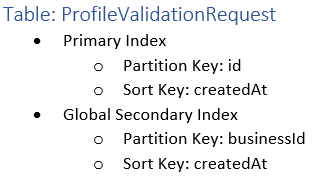 Table: ProfileValidationRequest
• Primary Index
o Partition Key: id
o Sort Key: createdAt
• Global Secondary Index
o Partition Key: businessId
o Sort Key: createdAt